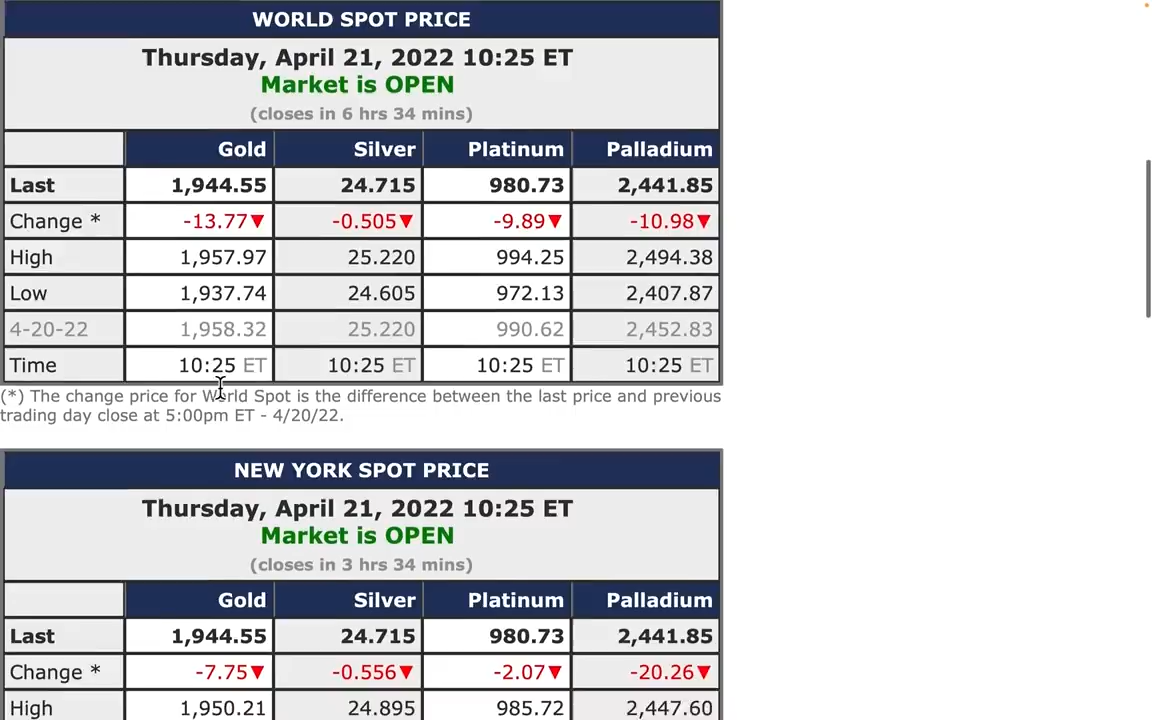 WORLD SPOT PRICE
Thursday, April 21, 2022 10:25 ET
Market is OPEN
(closes in 6 hrs 34 mins)
Gold Silver Platinum Palladium
Last 1,944.55 24.715 980.73 2,441.85
Change * -13.77▼ -0.505▼ -9.89▼ -10.98▼
High 1,957.97 25.220 994.25 2,494.38
Low 1,937.74 24.605 972.13 2,407.87
4-20-22 1,958.32 25.220 990.62 2,452.83
Time 10:25 ET 10:25 ET 10:25 ET 10:25 ET
(*) The change price for World Spot is the difference between the last price and previous
trading day close at 5:00pm ET - 4/20/22.
NEW YORK SPOT PRICE
Thursday, April 21, 2022 10:25 ET
Market is OPEN
(closes in 3 hrs 34 mins)
Gold Silver Platinum Palladium
Last 1,944.55 24.715 980.73 2,441.85
Change * -7.75▼ -0.556▼ -2.07▼ -20.26▼
High 1,950.21 24.895 985.72 2,447.60